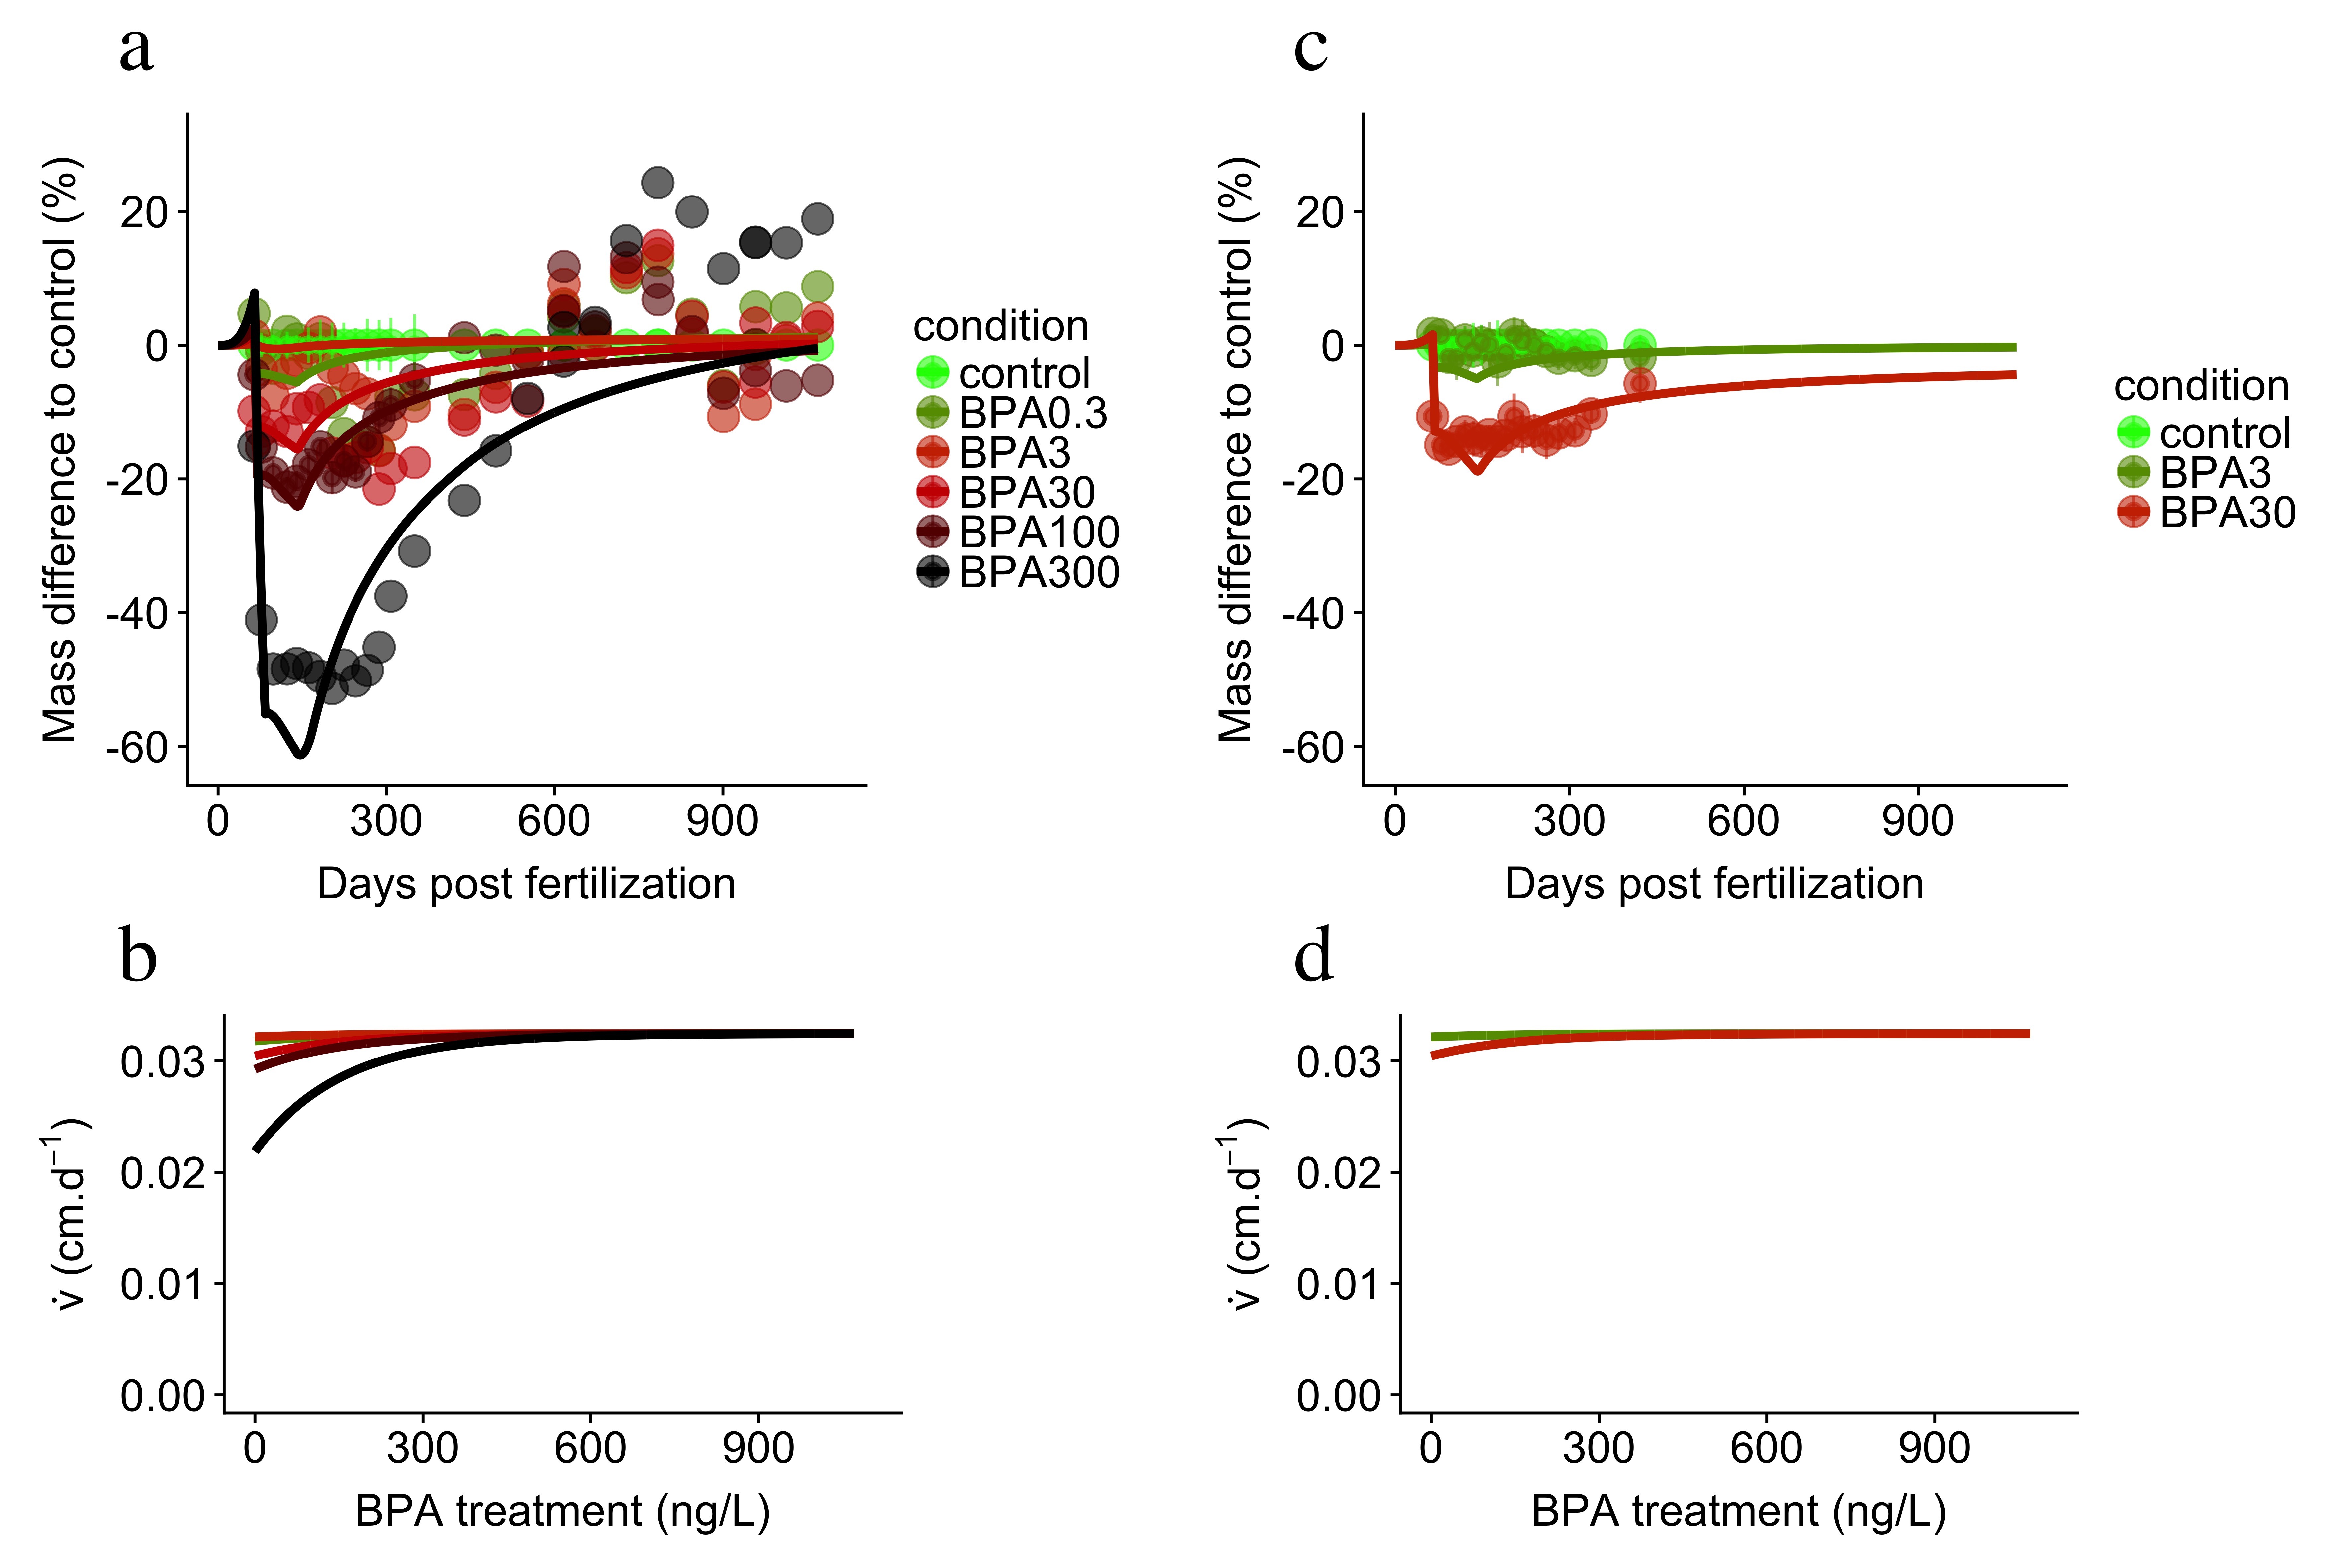 a
Mass difference to control (%)
20
0
-20
-40
-60
0 300 600 900
Days post fertilization
condition
control
BPA0.3
BPA3
BPA30
BPA100
BPA300
c
Mass difference to control (%)
20
0
-20
-40
-60
0 300 600 900
Days post fertilization
condition
control
BPA3
BPA30
b
v̇ (cm.d⁻¹)
0.03
0.02
0.01
0.00
0 300 600 900
BPA treatment (ng/L)
d
v̇ (cm.d⁻¹)
0.03
0.02
0.01
0.00
0 300 600 900
BPA treatment (ng/L)